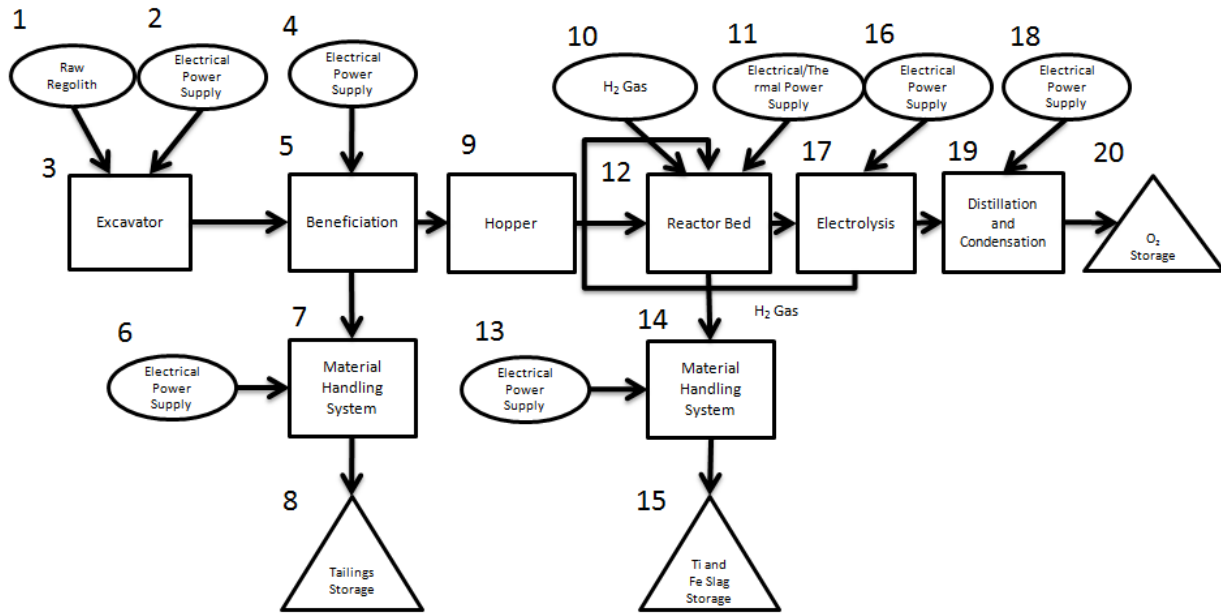 1
Raw
Regolith
2
Electrical
Power
Supply
3
Excavator
4
Electrical
Power
Supply
5
Beneficiation
6
Electrical
Power
Supply
7
Material
Handling
System
8
Tailings
Storage
9
Hopper
10
H₂ Gas
11
Electrical/The
rmal Power
Supply
12
Reactor Bed
H₂ Gas
13
Electrical
Power
Supply
14
Material
Handling
System
15
Ti and
Fe Slag
Storage
16
Electrical
Power
Supply
17
Electrolysis
18
Electrical
Power
Supply
19
Distillation
and
Condensation
20
O₂
Storage